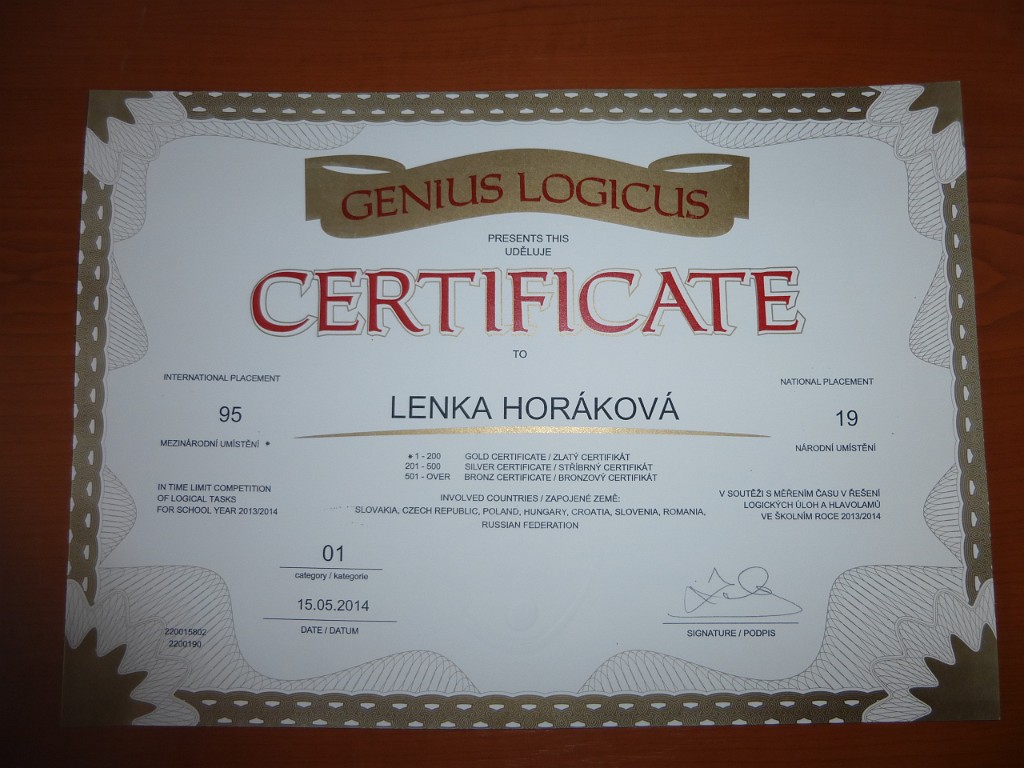 GENIUS LOGICUS
PRESENTS THIS
UDĚLUJE
CERTIFICATE
TO
INTERNATIONAL PLACEMENT
95
MEZINÁRODNÍ UMÍSTĚNÍ *
LENKA HORÁKOVÁ
NATIONAL PLACEMENT
19
NÁRODNÍ UMÍSTĚNÍ
* 1 - 200 GOLD CERTIFICATE / ZLATÝ CERTIFIKÁT
201 - 500 SILVER CERTIFICATE / STŘÍBRNÝ CERTIFIKÁT
501 - OVER BRONZ CERTIFICATE / BRONZOVÝ CERTIFIKÁT
IN TIME LIMIT COMPETITION
OF LOGICAL TASKS
FOR SCHOOL YEAR 2013/2014
INVOLVED COUNTRIES / ZAPOJENÉ ZEMĚ:
SLOVAKIA, CZECH REPUBLIC, POLAND, HUNGARY, CROATIA, SLOVENIA, ROMANIA,
RUSSIAN FEDERATION
V SOUTĚŽI S MĚŘENÍM ČASU V ŘEŠENÍ
LOGICKÝCH ÚLOH A HLAVOLAMŮ
VE ŠKOLNÍM ROCE 2013/2014
01
category / kategorie
15.05.2014
DATE / DATUM
SIGNATURE / PODPIS
220015802
2200190